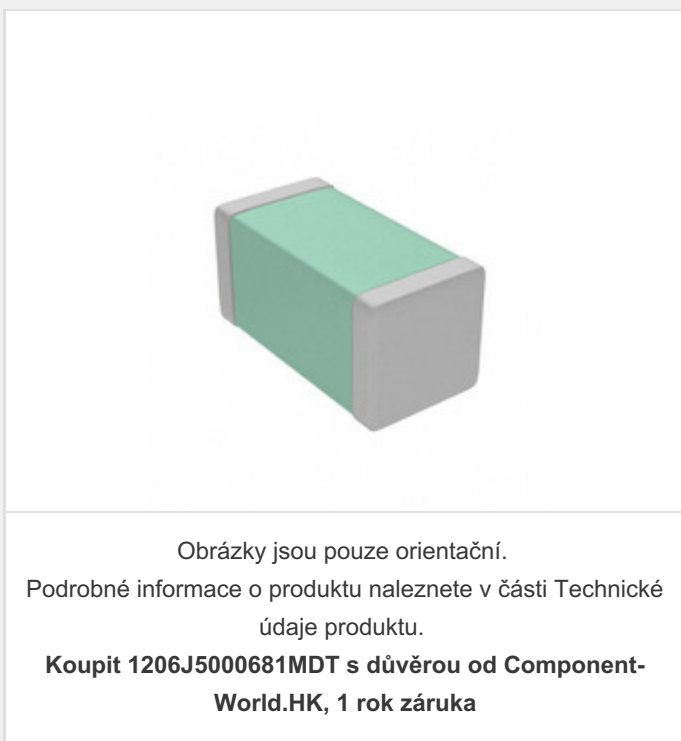 Obrázky jsou pouze orientační.
Podrobné informace o produktu naleznete v části Technické
údaje produktu.
Koupit 1206J5000681MDT s důvěrou od Component-
World.HK, 1 rok záruka